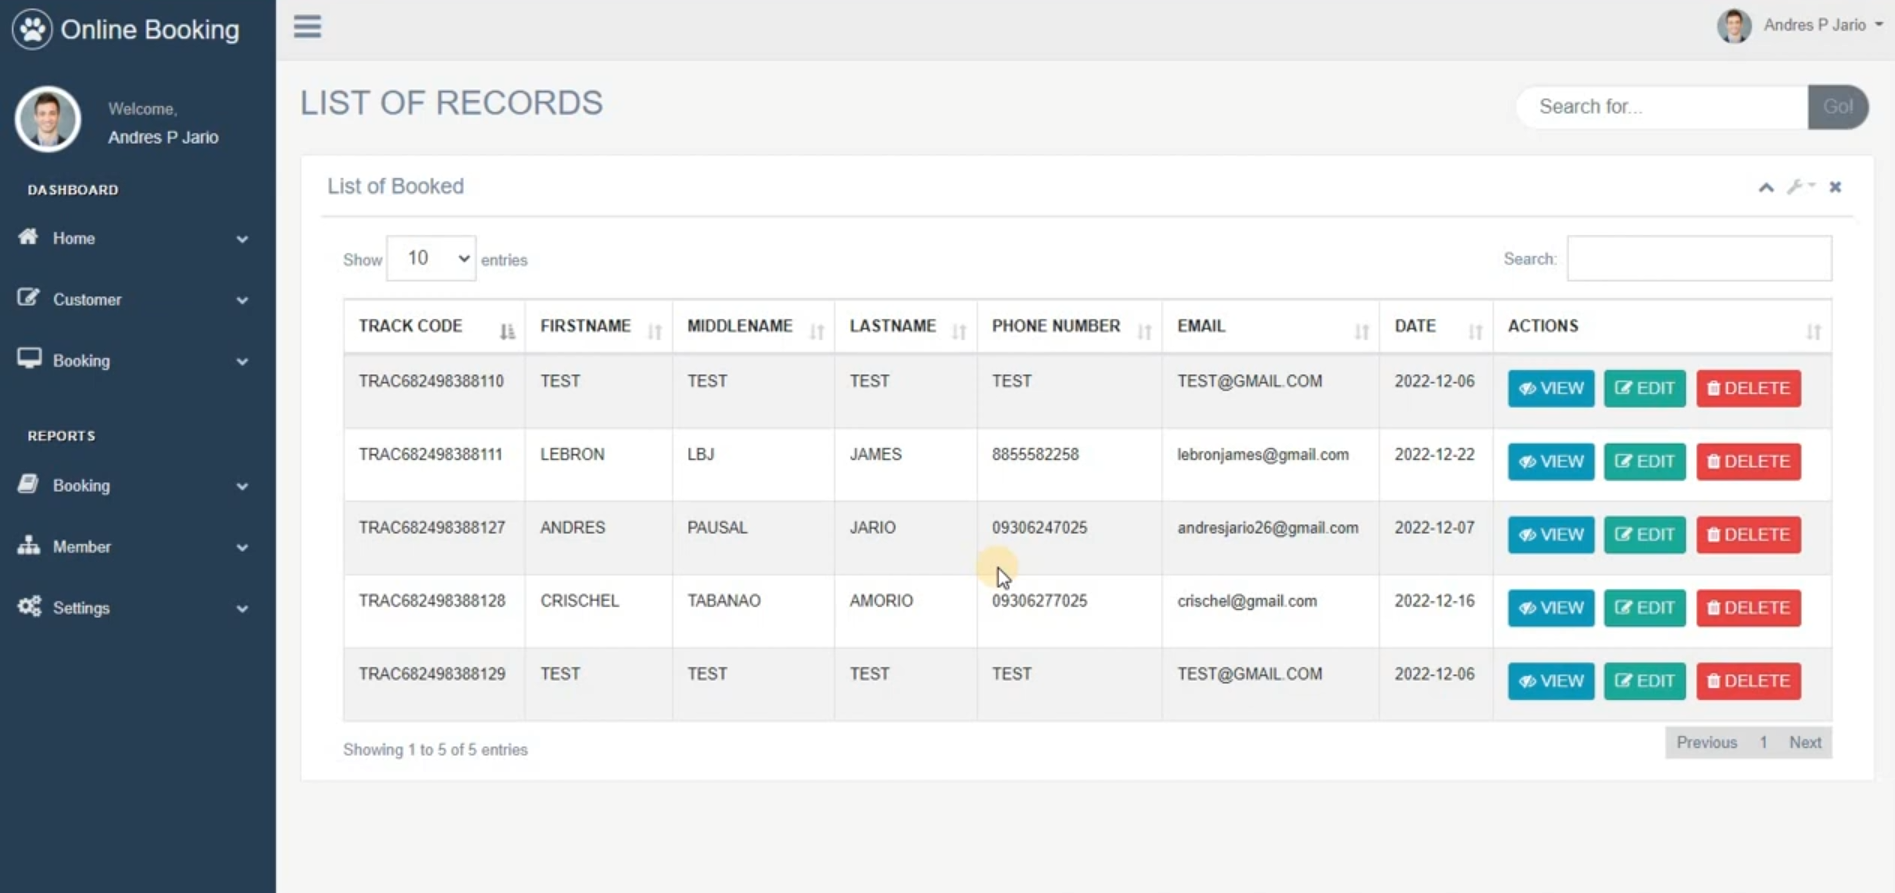 Online Booking
Andres P Jario
Welcome,
Andres P Jario
DASHBOARD
Home
Customer
Booking
REPORTS
Booking
Member
Settings
LIST OF RECORDS
Search for...
Go!
List of Booked
Show 10 entries
Search:
TRACK CODE FIRSTNAME MIDDLENAME LASTNAME PHONE NUMBER EMAIL DATE ACTIONS
TRAC682498388110 TEST TEST TEST TEST TEST@GMAIL.COM 2022-12-06 VIEW EDIT DELETE
TRAC682498388111 LEBRON LBJ JAMES 8855582258 lebronjames@gmail.com 2022-12-22 VIEW EDIT DELETE
TRAC682498388127 ANDRES PAUSAL JARIO 09306247025 andresjario26@gmail.com 2022-12-07 VIEW EDIT DELETE
TRAC682498388128 CRISCHEL TABANAO AMORIO 09306277025 crischel@gmail.com 2022-12-16 VIEW EDIT DELETE
TRAC682498388129 TEST TEST TEST TEST TEST@GMAIL.COM 2022-12-06 VIEW EDIT DELETE
Showing 1 to 5 of 5 entries
Previous 1 Next